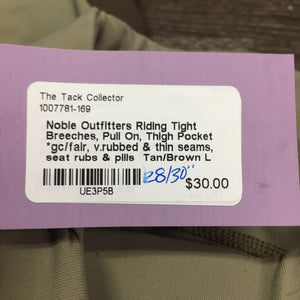 The Tack Collector
1007781-169
Noble Outfitters Riding Tight
Breeches, Pull On, Thigh Pocket
*gc/fair, v.rubbed & thin seams,
seat rubs & pills Tan/Brown L
28/30"
$30.00
UE3P5B